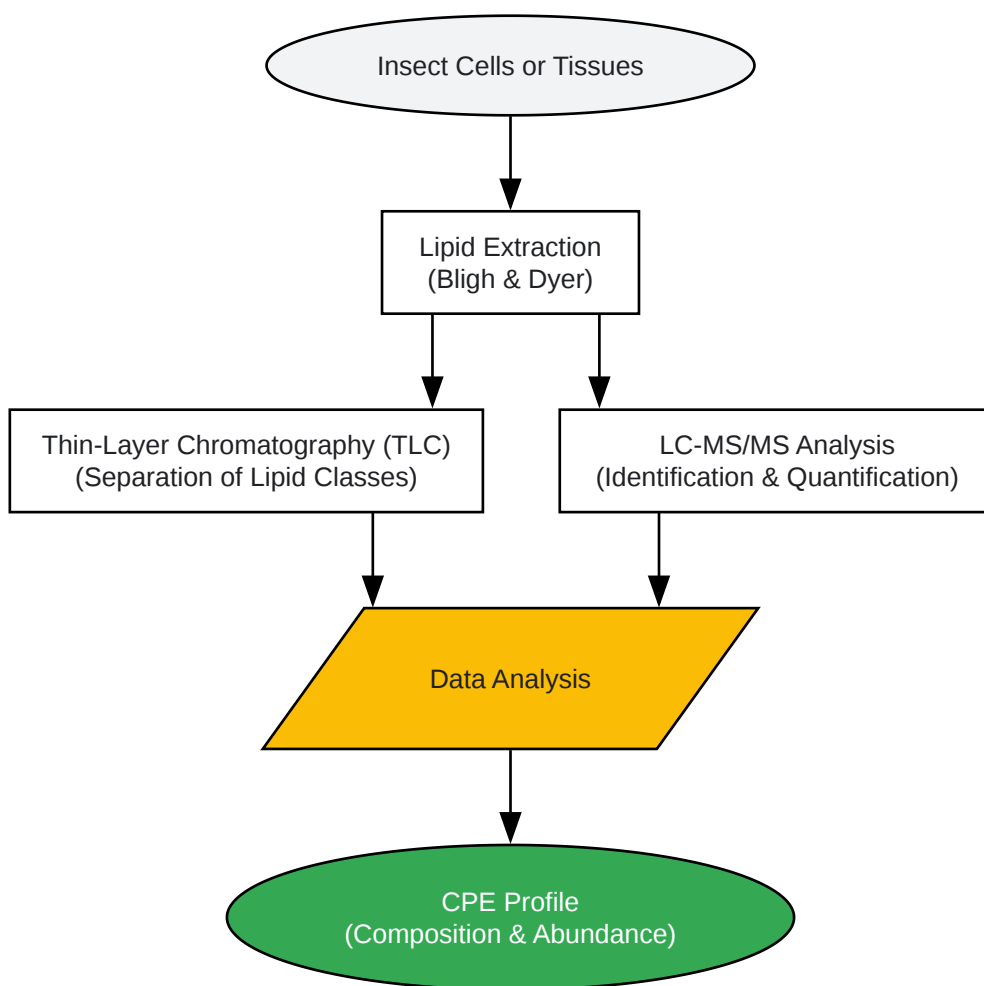 Insect Cells or Tissues
Lipid Extraction
(Bligh & Dyer)
Thin-Layer Chromatography (TLC)
(Separation of Lipid Classes)
LC-MS/MS Analysis
(Identification & Quantification)
Data Analysis
CPE Profile
(Composition & Abundance)